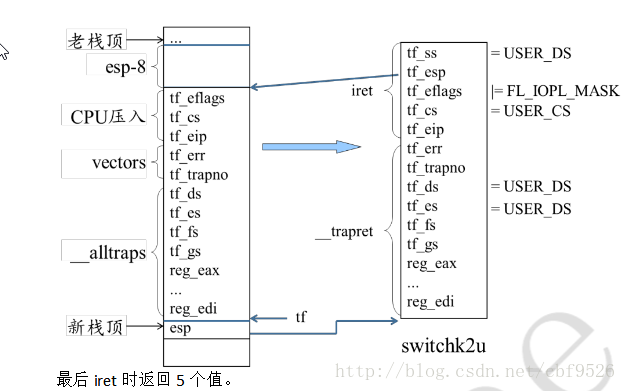 老栈顶
...
esp-8
CPU压入
tf_eflags
tf_cs
tf_eip
vectors
tf_err
tf_trapno
__alltraps
tf_ds
tf_es
tf_fs
tf_gs
reg_eax
...
reg_edi
新栈顶
esp
tf
iret
tf_ss = USER_DS
tf_esp
tf_eflags |= FL_IOPL_MASK
tf_cs = USER_CS
tf_eip
__trapret
tf_err
tf_trapno
tf_ds = USER_DS
tf_es = USER_DS
tf_fs
tf_gs
reg_eax
...
reg_edi
switchk2u
http://blog.csdn.net/cbf9526
最后 iret 时返回 5 个值。